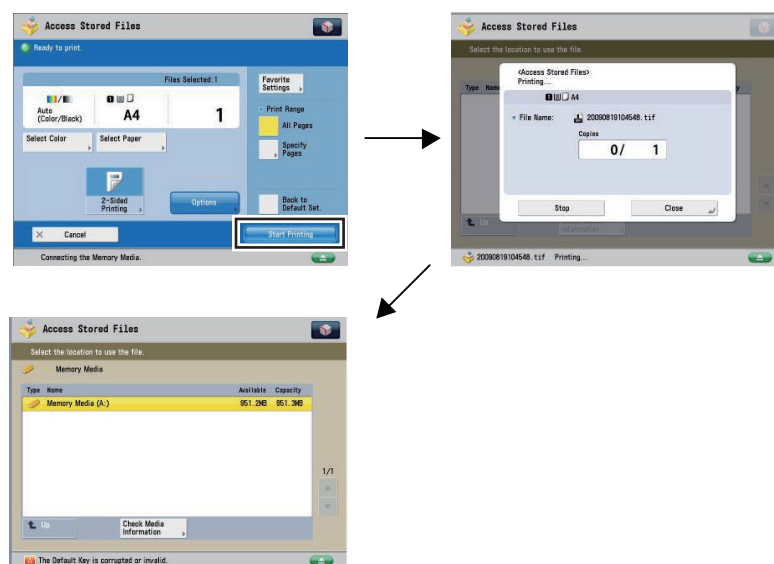 Access Stored Files
Ready to print.
Files Selected:1
Auto
(Color/Black)
A4
1
Select Color
Select Paper
2-Sided
Printing
Options
Favorite
Settings
Print Range
All Pages
Specify
Pages
Back to
Default Set.
Cancel
Start Printing
Connecting the Memory Media.
Access Stored Files
Select the location to use the file.
Type Name
<Access Stored Files>
Printing...
A4
File Name: 20090819104548.tif
Copies
0/ 1
Stop
Close
Up
Information
20090819104548.tif Printing...
Access Stored Files
Select the location to use the file.
Memory Media
Type Name Available Capacity
Memory Media (A:) 951.2MB 951.3MB
1/1
Up
Check Media
Information
The Default Key is corrupted or invalid.